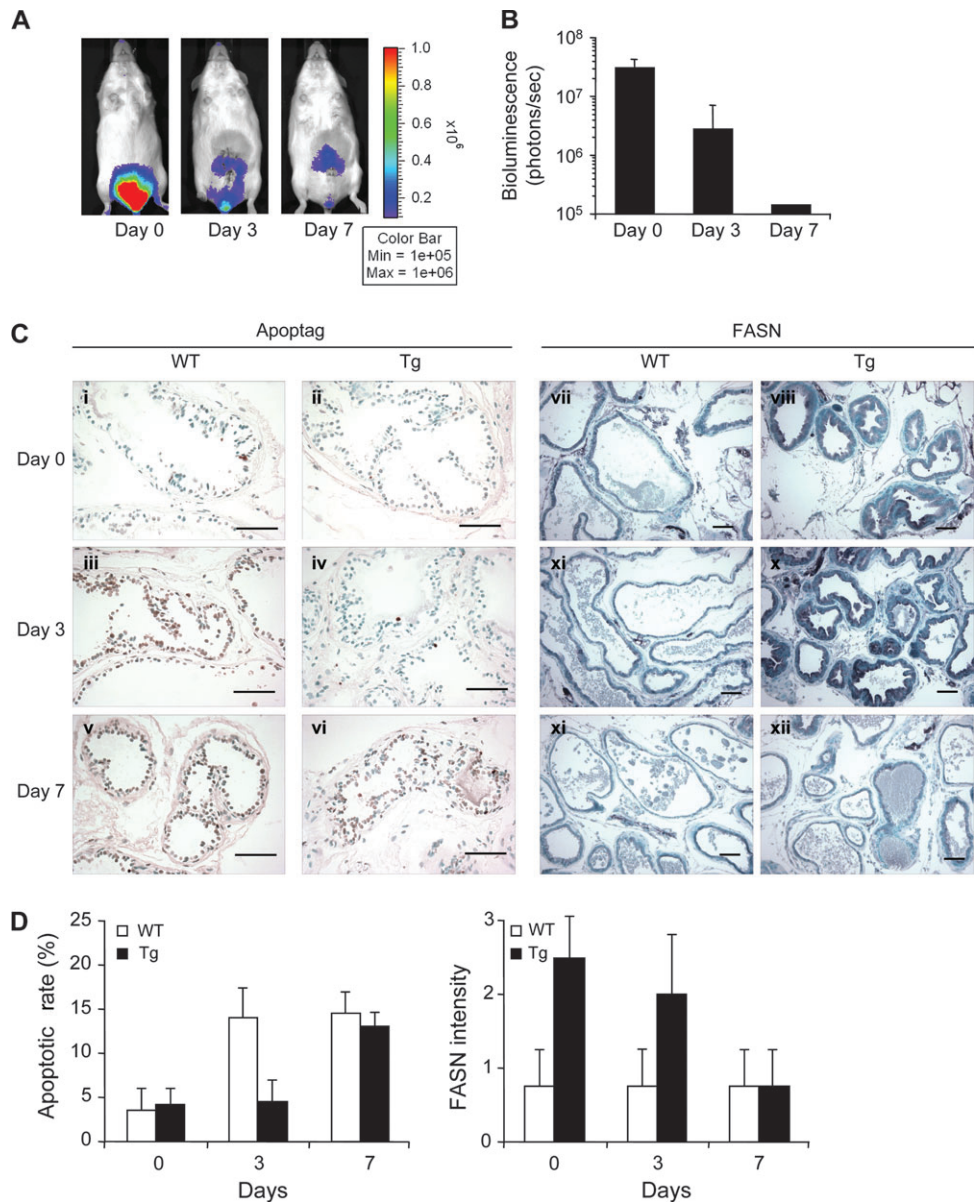 A
Day 0
Day 3
Day 7
1.0
0.8
0.6
0.4
0.2
x10⁶
Color Bar
Min = 1e+05
Max = 1e+06
B
Bioluminescence
(photons/sec)
10⁸
10⁷
10⁶
10⁵
Day 0
Day 3
Day 7
C
Apoptag
FASN
WT
Tg
WT
Tg
Day 0
i
ii
vii
viii
Day 3
iii
iv
xi
x
Day 7
v
vi
xi
xii
D
Apoptotic rate (%)
25
20
15
10
5
0
WT
Tg
0
3
7
Days
FASN intensity
3
2
1
0
WT
Tg
0
3
7
Days